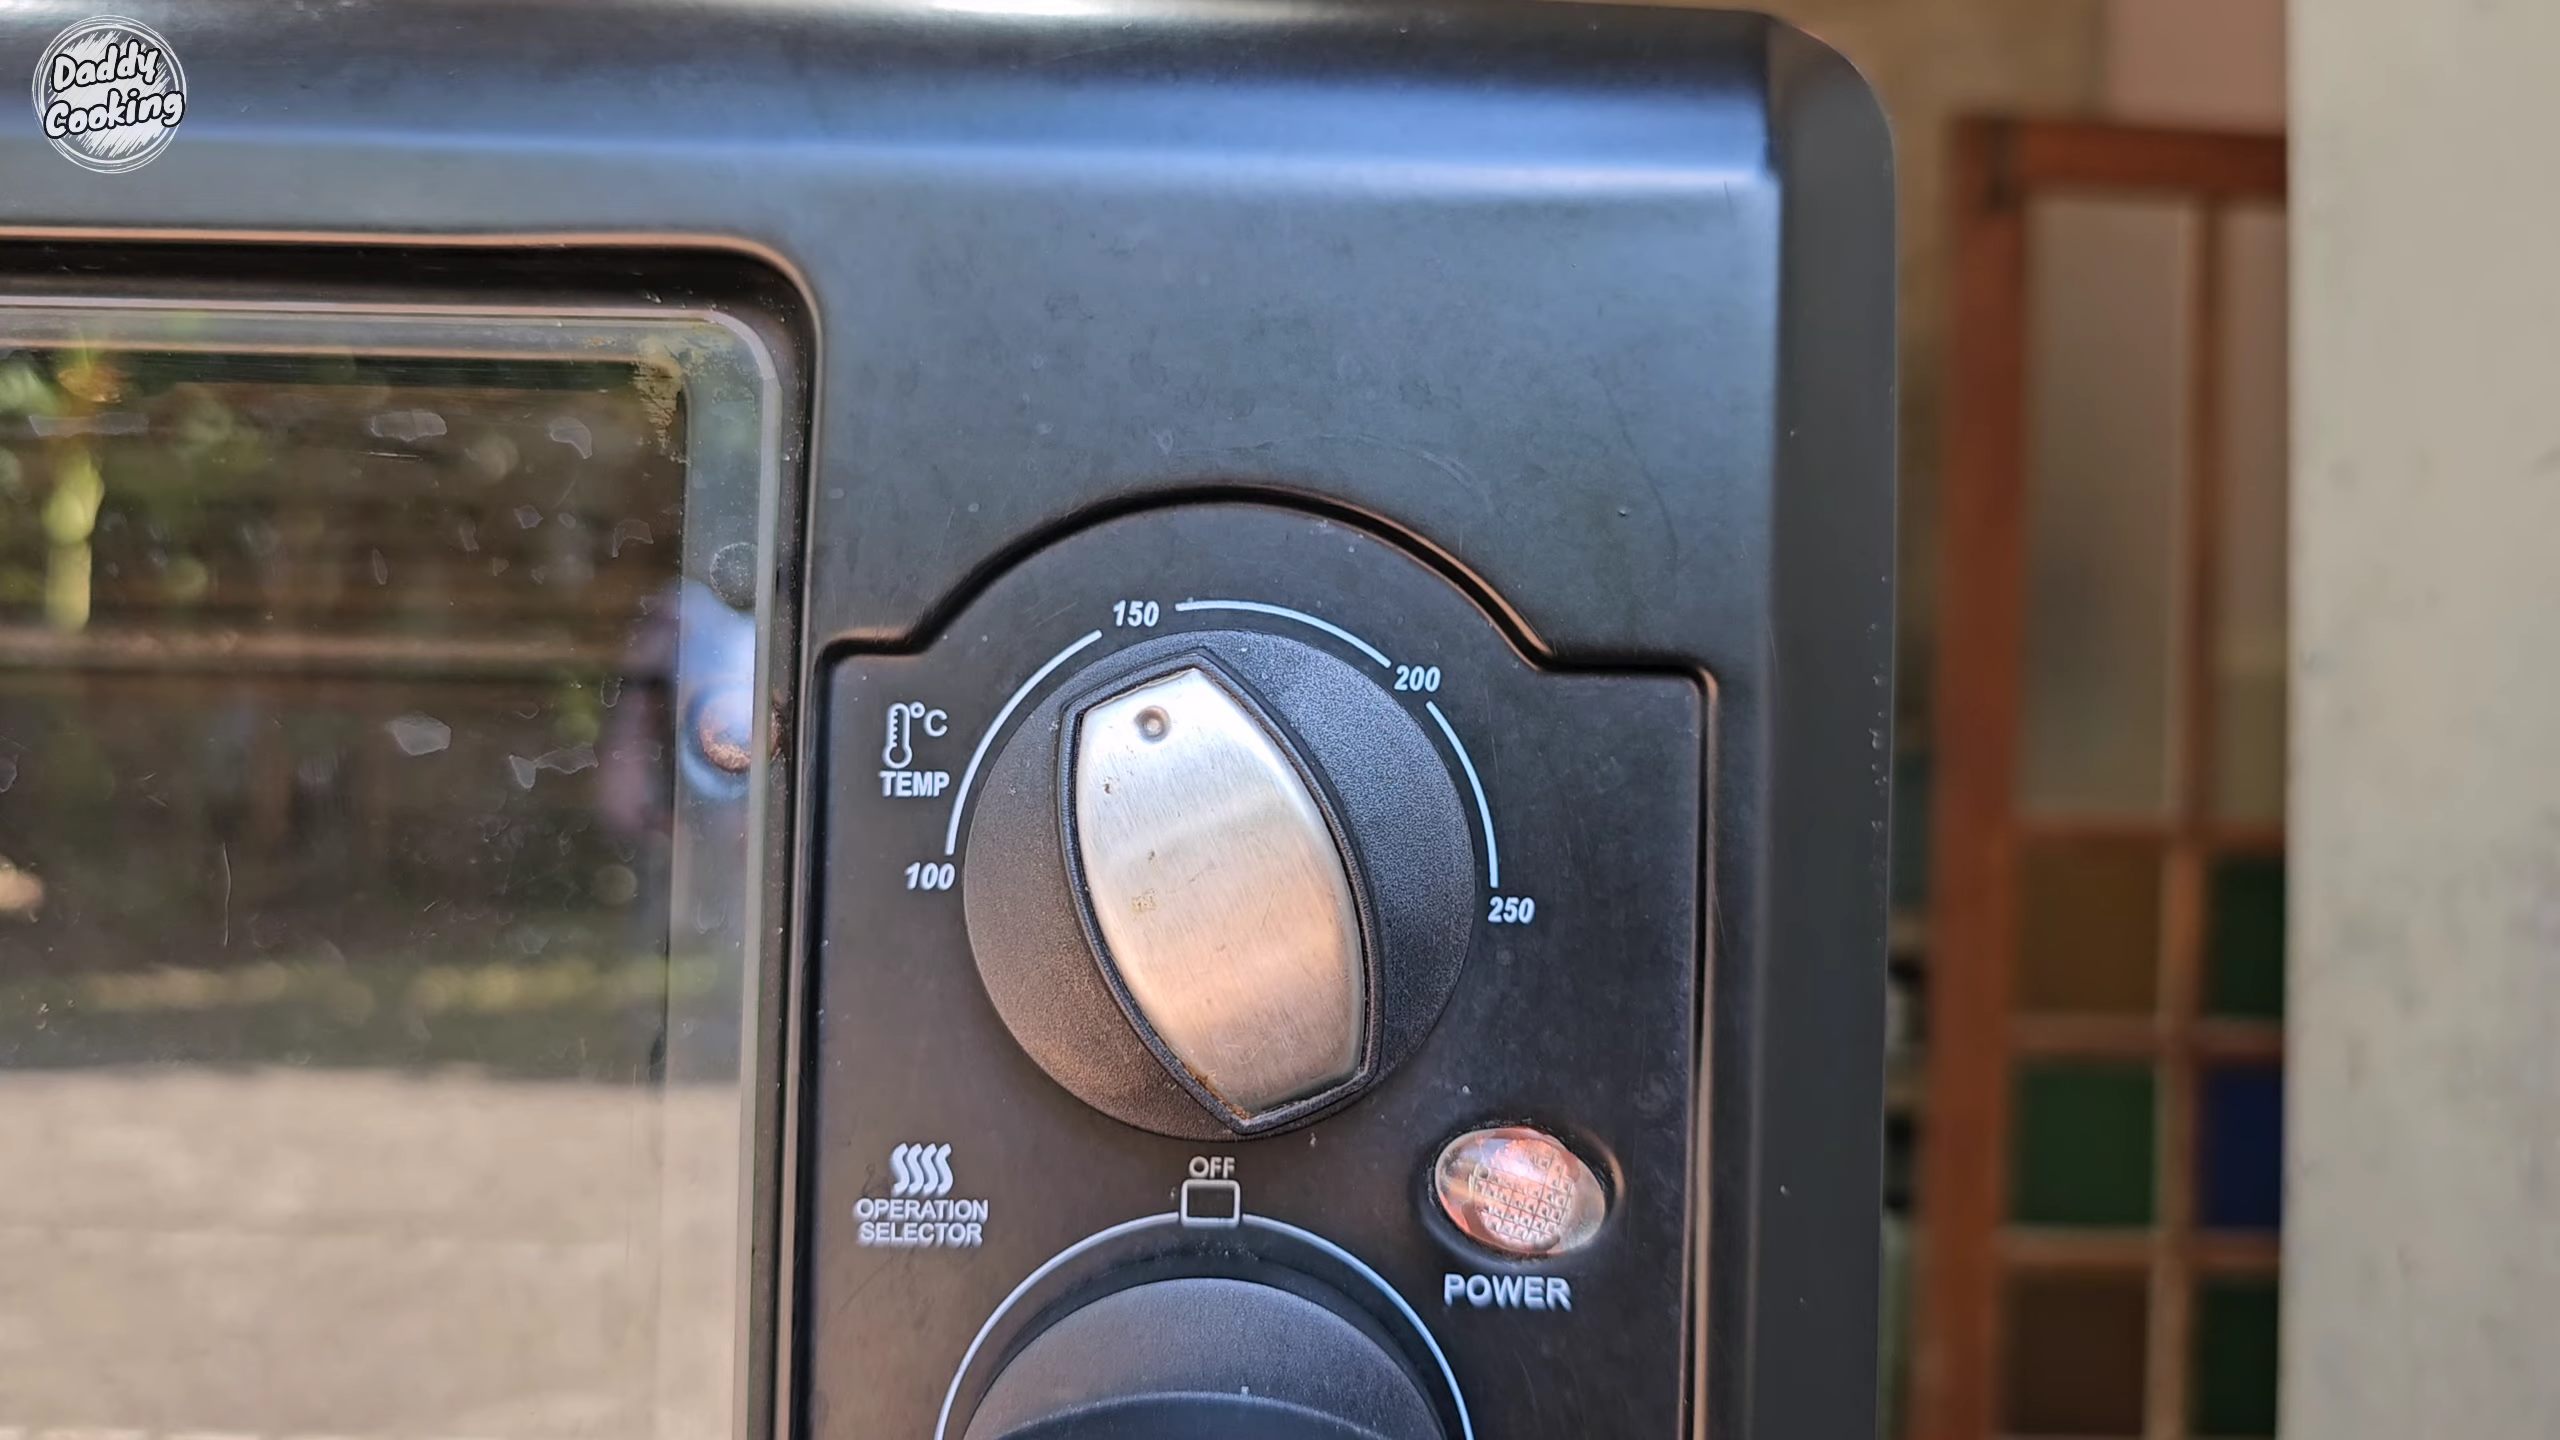 Daddy
Cooking
150
200
°C
TEMP
100
250
OFF
OPERATION
SELECTOR
POWER